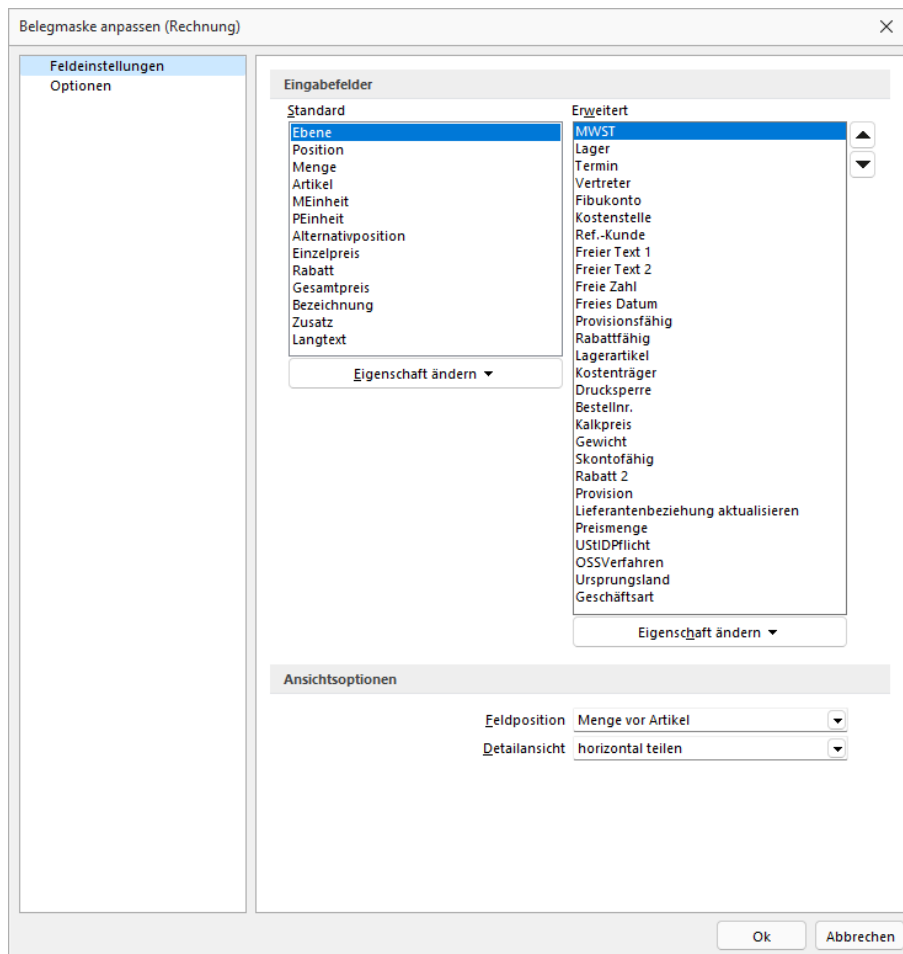 Belegmaske anpassen (Rechnung)
Feldeinstellungen
Optionen
Eingabefelder
Standard
Ebene
Position
Menge
Artikel
MEinheit
PEinheit
Alternativposition
Einzelpreis
Rabatt
Gesamtpreis
Bezeichnung
Zusatz
Langtext
Eigenschaft ändern
Erweitert
MWST
Lager
Termin
Vertreter
Fibukonto
Kostenstelle
Ref.-Kunde
Freier Text 1
Freier Text 2
Freie Zahl
Freies Datum
Provisionsfähig
Rabattfähig
Lagerartikel
Kostenträger
Drucksperre
Bestellnr.
Kalkpreis
Gewicht
Skontofähig
Rabatt 2
Provision
Lieferantenbeziehung aktualisieren
Preismenge
UStIDPflicht
OSSVerfahren
Ursprungsland
Geschäftsart
Eigenschaft ändern
Ansichtsoptionen
Feldposition Menge vor Artikel
Detailansicht horizontal teilen
Ok Abbrechen